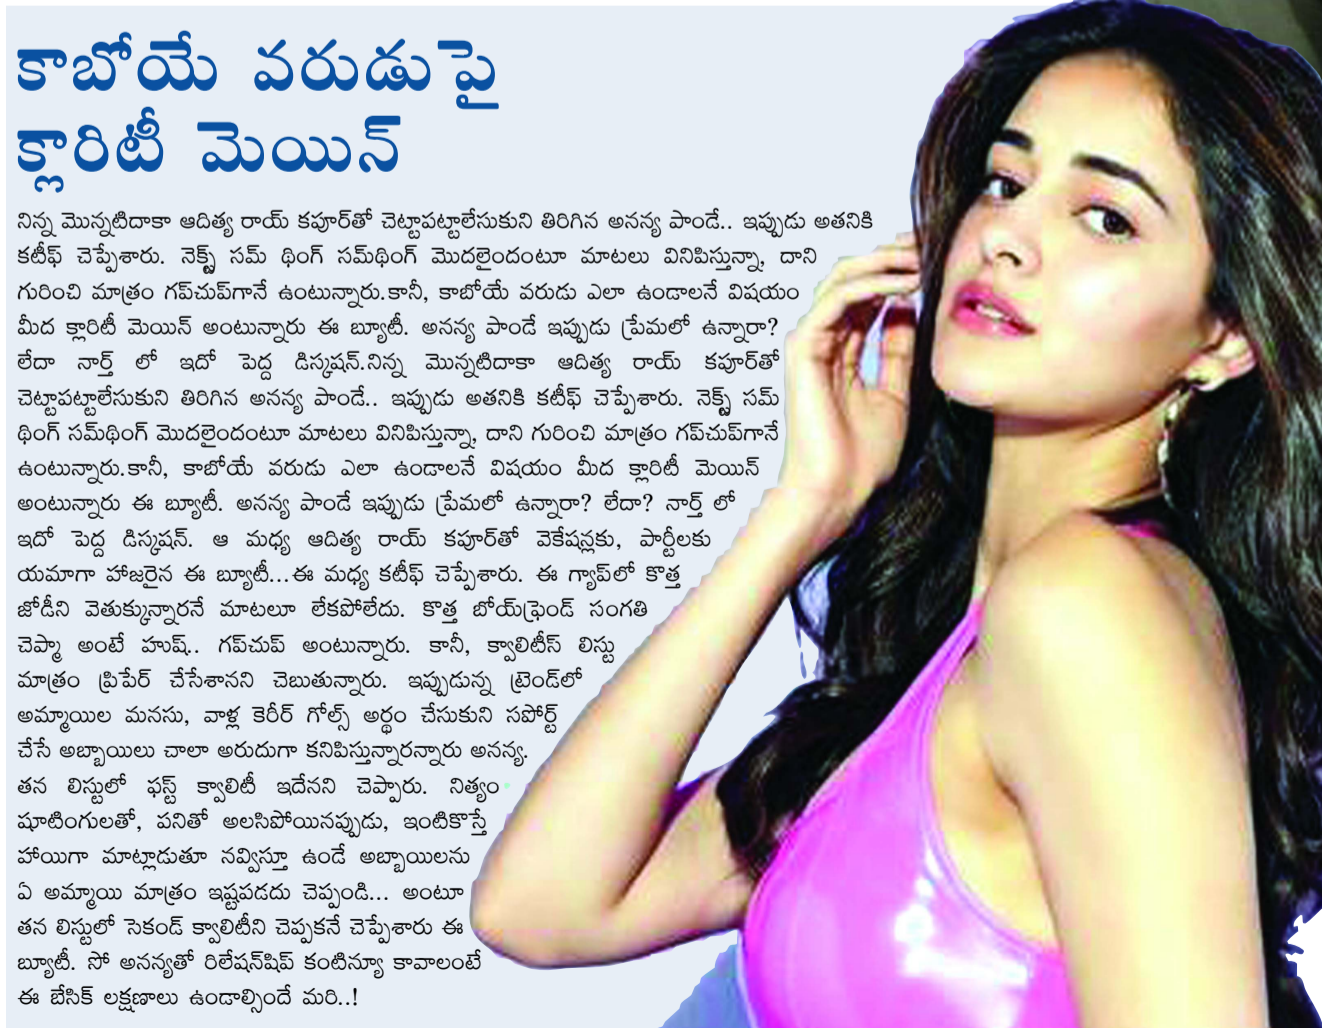 కాబోయే వరుడుపై
క్లారిటీ మెయిన్
నిన్న మొన్నటిదాకా ఆదిత్య రాయ్ కపూర్‌తో చెట్టాపట్టాలేసుకుని తిరిగిన అనన్య పాండే.. ఇప్పుడు అతనికి
కటీఫ్ చెప్పేశారు. నెక్స్ట్ సమ్ థింగ్ సమ్‌థింగ్ మొదలైందంటూ మాటలు వినిపిస్తున్నా, దాని
గురించి మాత్రం గప్‌చుప్‌గానే ఉంటున్నారు.కానీ, కాబోయే వరుడు ఎలా ఉండాలనే విషయం
మీద క్లారిటీ మెయిన్ అంటున్నారు ఈ బ్యూటీ. అనన్య పాండే ఇప్పుడు ప్రేమలో ఉన్నారా?
లేదా నార్త్ లో ఇదో పెద్ద డిస్కషన్.నిన్న మొన్నటిదాకా ఆదిత్య రాయ్ కపూర్‌తో
చెట్టాపట్టాలేసుకుని తిరిగిన అనన్య పాండే.. ఇప్పుడు అతనికి కటీఫ్ చెప్పేశారు. నెక్స్ట్ సమ్
థింగ్ సమ్‌థింగ్ మొదలైందంటూ మాటలు వినిపిస్తున్నా, దాని గురించి మాత్రం గప్‌చుప్‌గానే
ఉంటున్నారు.కానీ, కాబోయే వరుడు ఎలా ఉండాలనే విషయం మీద క్లారిటీ మెయిన్
అంటున్నారు ఈ బ్యూటీ. అనన్య పాండే ఇప్పుడు ప్రేమలో ఉన్నారా? లేదా? నార్త్ లో
ఇదో పెద్ద డిస్కషన్. ఆ మధ్య ఆదిత్య రాయ్ కపూర్‌తో వెకేషన్లకు, పార్టీలకు
యమాగా హాజరైన ఈ బ్యూటీ...ఈ మధ్య కటీఫ్ చెప్పేశారు. ఈ గ్యాప్‌లో కొత్త
జోడీని వెతుక్కున్నారనే మాటలూ లేకపోలేదు. కొత్త బోయ్‌ఫ్రెండ్ సంగతి
చెప్మా అంటే హుష్.. గప్‌చుప్ అంటున్నారు. కానీ, క్వాలిటీస్ లిస్టు
మాత్రం ప్రిపేర్ చేసేశానని చెబుతున్నారు. ఇప్పుడున్న ట్రెండ్‌లో
అమ్మాయిల మనసు, వాళ్ల కెరీర్ గోల్స్ అర్థం చేసుకుని సపోర్ట్
చేసే అబ్బాయిలు చాలా అరుదుగా కనిపిస్తున్నారన్నారు అనన్య.
తన లిస్టులో ఫస్ట్ క్వాలిటీ ఇదేనని చెప్పారు. నిత్యం
షూటింగులతో, పనితో అలసిపోయినప్పుడు, ఇంటికొస్తే
హాయిగా మాట్లాడుతూ నవ్విస్తూ ఉండే అబ్బాయిలను
ఏ అమ్మాయి మాత్రం ఇష్టపడదు చెప్పండి... అంటూ
తన లిస్టులో సెకండ్ క్వాలిటీని చెప్పకనే చెప్పేశారు ఈ
బ్యూటీ. సో అనన్యతో రిలేషన్‌షిప్ కంటిన్యూ కావాలంటే
ఈ బేసిక్ లక్షణాలు ఉండాల్సిందే మరి..!